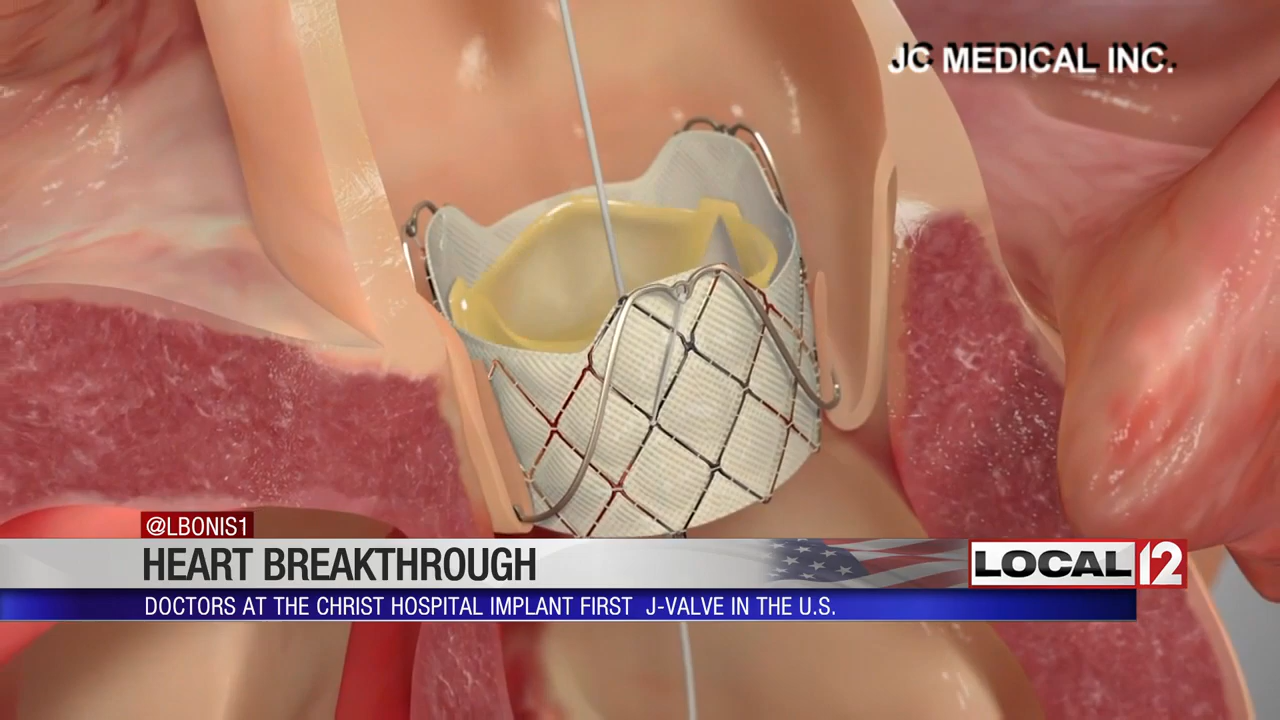 JC MEDICAL INC.
@LBONIS1
HEART BREAKTHROUGH
LOCAL 12
DOCTORS AT THE CHRIST HOSPITAL IMPLANT FIRST J-VALVE IN THE U.S.